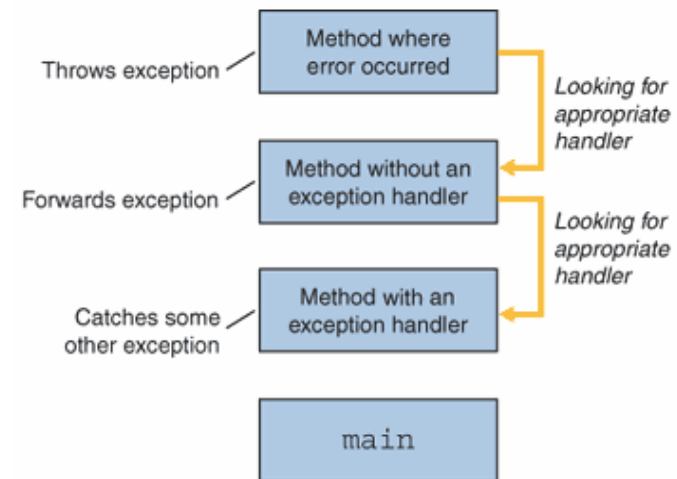 Method where
error occurred
Throws exception
Looking for
appropriate
handler
Method without an
exception handler
Forwards exception
Looking for
appropriate
handler
Method with an
exception handler
Catches some
other exception
main